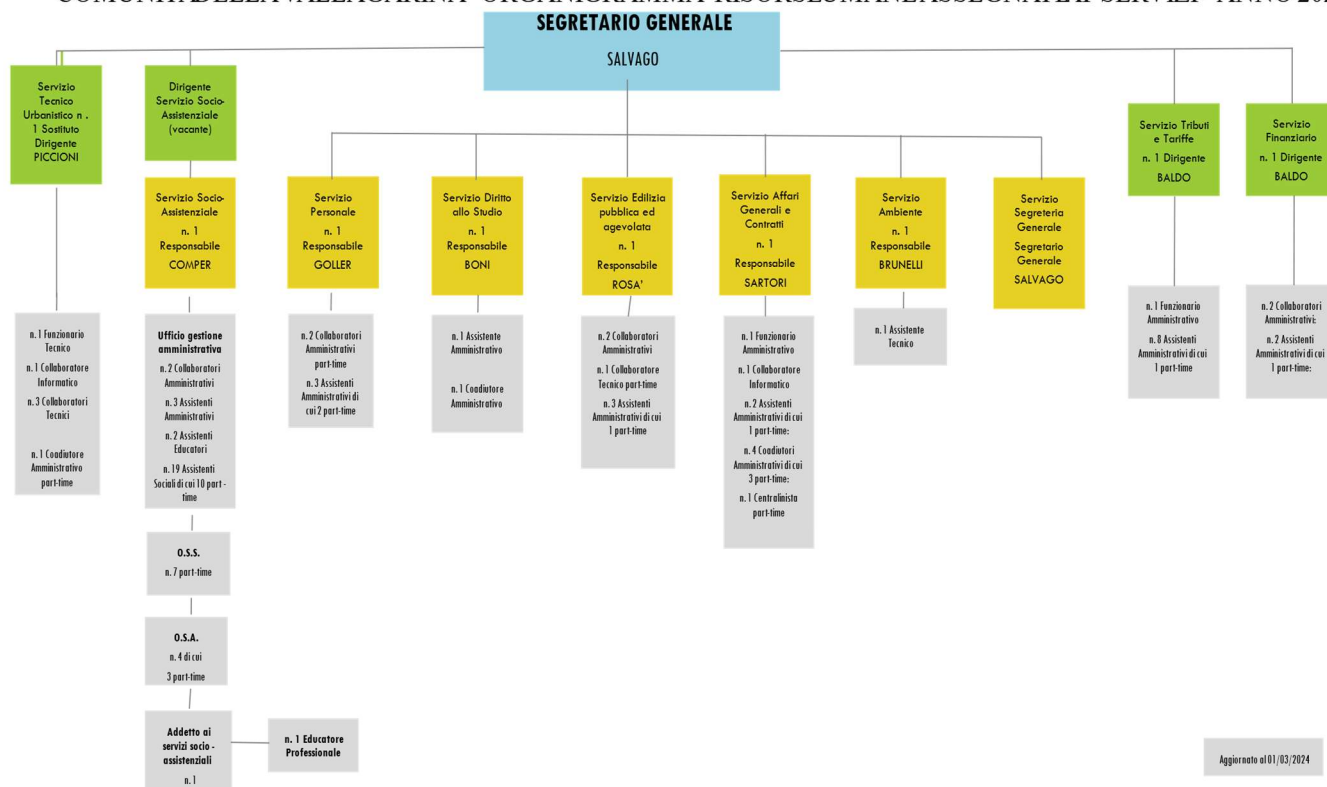 SEGRETARIO GENERALE
SALVAGO
Servizio
Tecnico
Urbanistico n .
1 Sostituto
Dirigente
PICCIONI
Dirigente
Servizio Socio-
Assistenziale
(vacante)
Servizio Tributi
e Tariffe
n. 1 Dirigente
BALDO
Servizio
Finanziario
n. 1 Dirigente
BALDO
Servizio Socio-
Assistenziale
n. 1
Responsabile
COMPER
Servizio
Personale
n. 1
Responsabile
GOLLER
Servizio Diritto
allo Studio
n. 1
Responsabile
BONI
Servizio Edilizia
pubblica ed
agevolata
n. 1
Responsabile
ROSA'
Servizio Affari
Generali e
Contratti
n. 1
Responsabile
SARTORI
Servizio
Ambiente
n. 1
Responsabile
BRUNELLI
Servizio
Segreteria
Generale
Segretario
Generale
SALVAGO
n. 1 Funzionario
Tecnico
n. 1 Collaboratore
Informatico
n. 3 Collaboratori
Tecnici
n. 1 Coadiutore
Amministrativo
part-time
Ufficio gestione
amministrativa
n. 2 Collaboratori
Amministrativi
n. 3 Assistenti
Amministrativi
n. 2 Assistenti
Educatori
n. 19 Assistenti
Sociali di cui 10 part -
time
n. 2 Collaboratori
Amministrativi
part-time
n. 3 Assistenti
Amministrativi di
cui 2 part-time
n. 1 Assistente
Amministrativo
n. 1 Coadiutore
Amministrativo
n. 2 Collaboratori
Amministrativi
n. 1 Collaboratore
Tecnico part-time
n. 3 Assistenti
Amministrativi di cui
1 part-time
n. 1 Funzionario
Amministrativo
n. 1 Collaboratore
Informatico
n. 2 Assistenti
Amministrativi di cui
1 part-time:
n. 4 Coadiutori
Amministrativi di cui
3 part-time:
n. 1 Centralinista
part-time
n. 1 Assistente
Tecnico
n. 1 Funzionario
Amministrativo
n. 8 Assistenti
Amministrativi di cui
1 part-time
n. 2 Collaboratori
Amministrativi:
n. 2 Assistenti
Amministrativi di cui
1 part-time:
O.S.S.
n. 7 part-time
O.S.A.
n. 4 di cui
3 part-time
Addetto ai
servizi socio -
assistenziali
n. 1
n. 1 Educatore
Professionale
Aggiornato al 01/03/2024